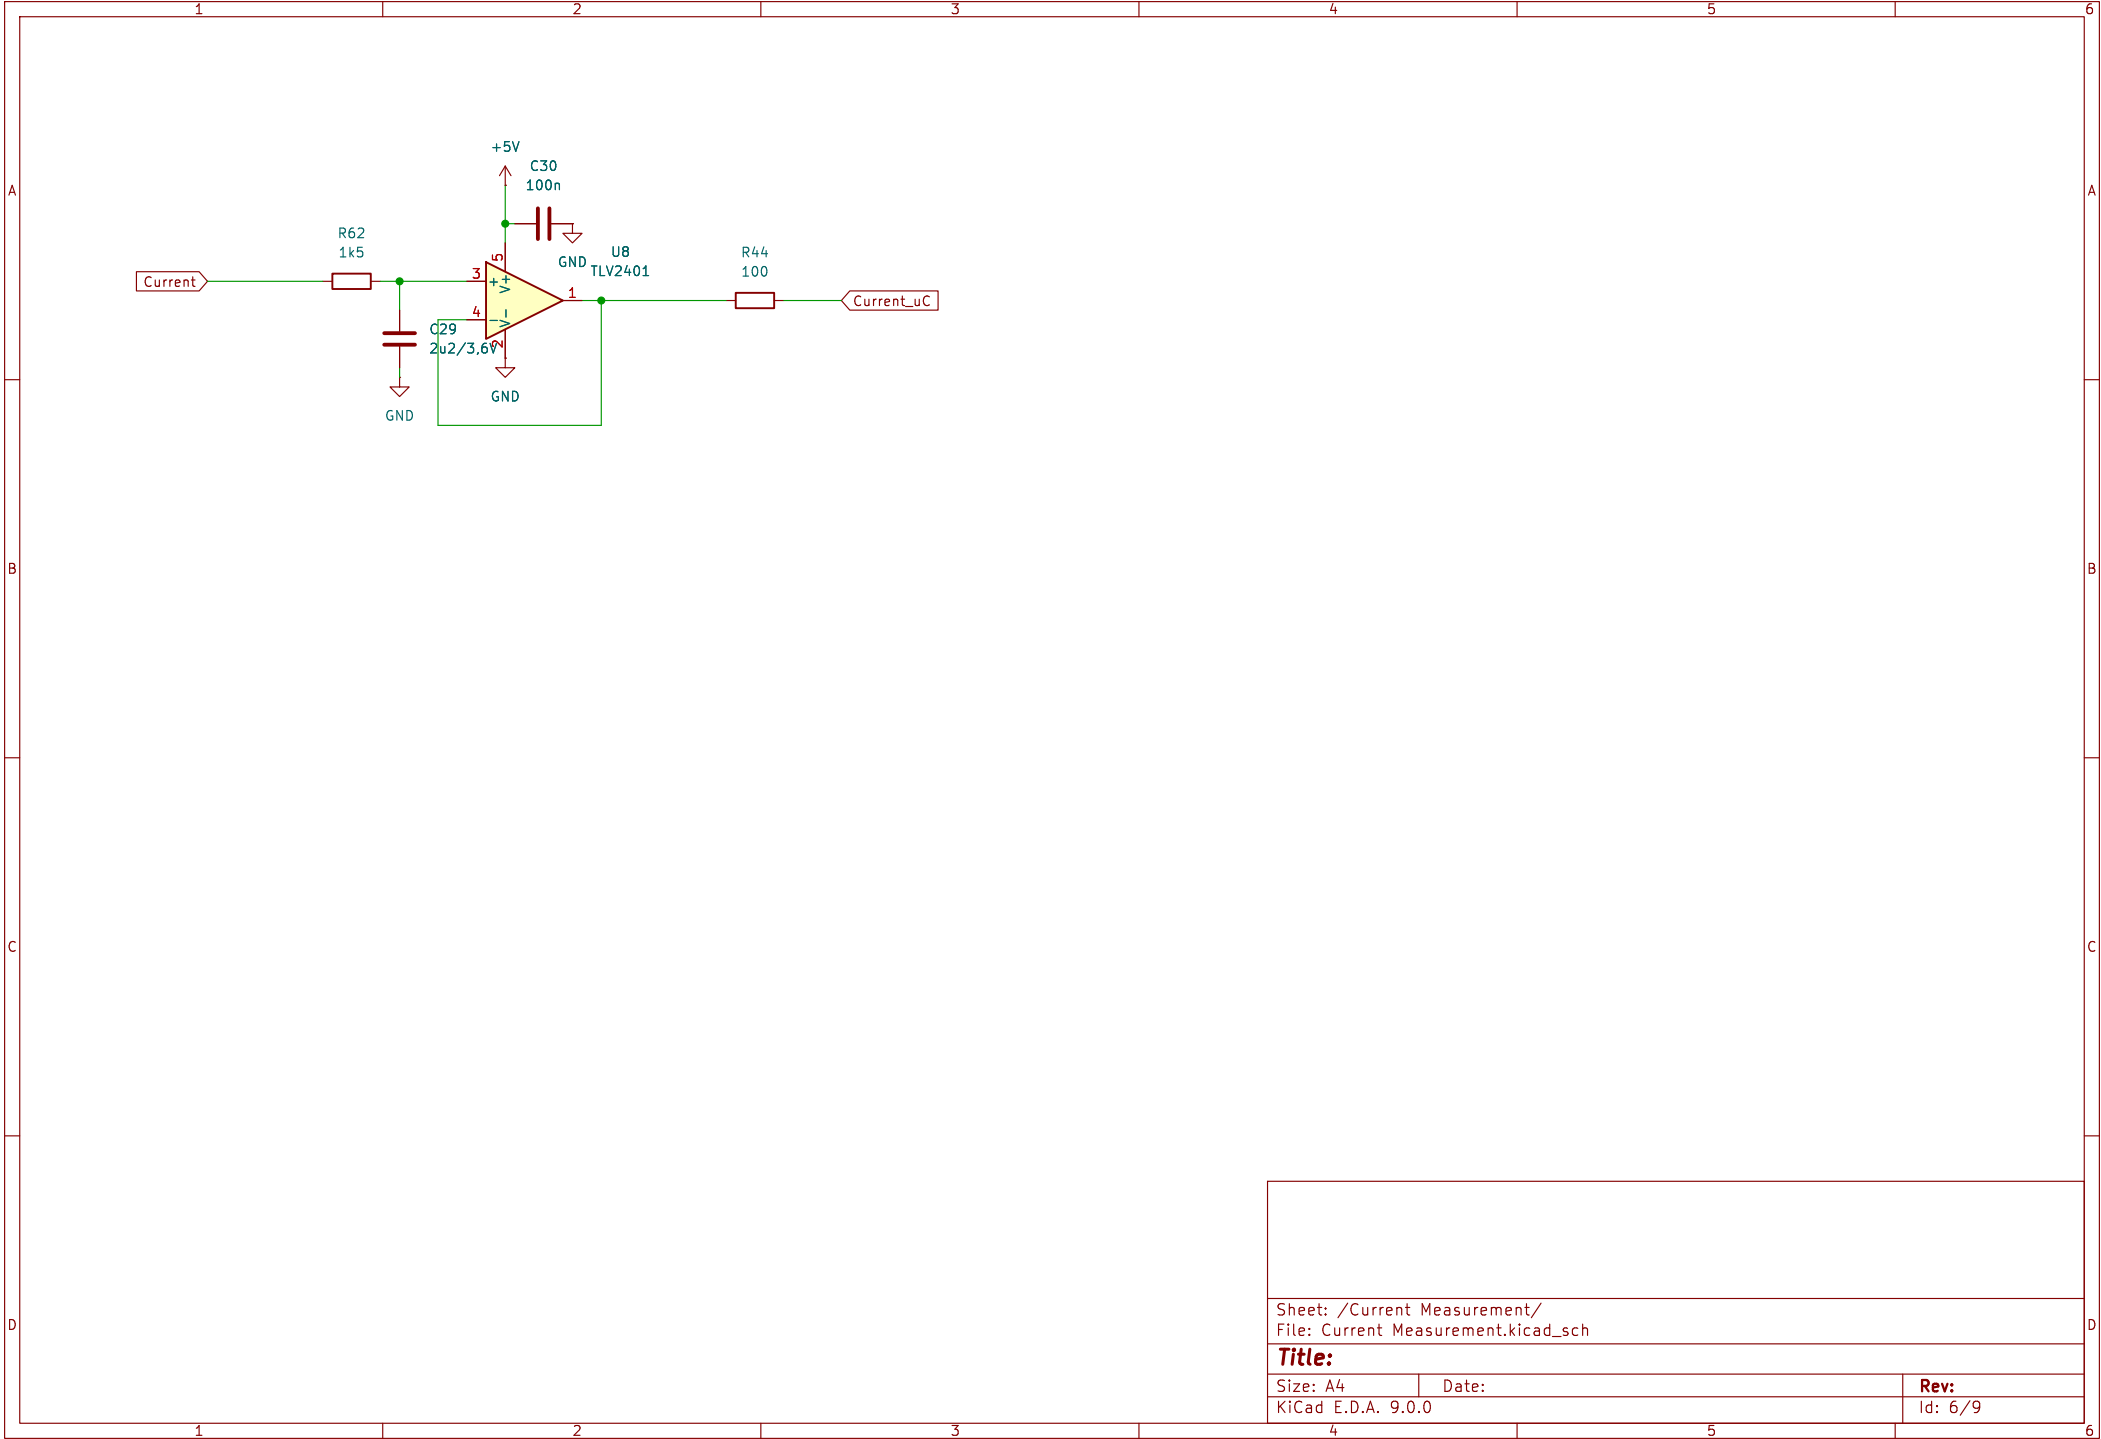 1 2 3 4 5 6
+5V
C30
100n
A A
R62
1k5
U8
TLV2401
R44
100
GND
5
3
+
V+
Current
1
Current_uC
4
−
V-
2
C29
2u2/3,6V
GND
GND
B B
C C
Sheet: /Current Measurement/
File: Current Measurement.kicad_sch
D D
Title:
Size: A4 Date: Rev:
KiCad E.D.A. 9.0.0 Id: 6/9
1 2 3 4 5 6